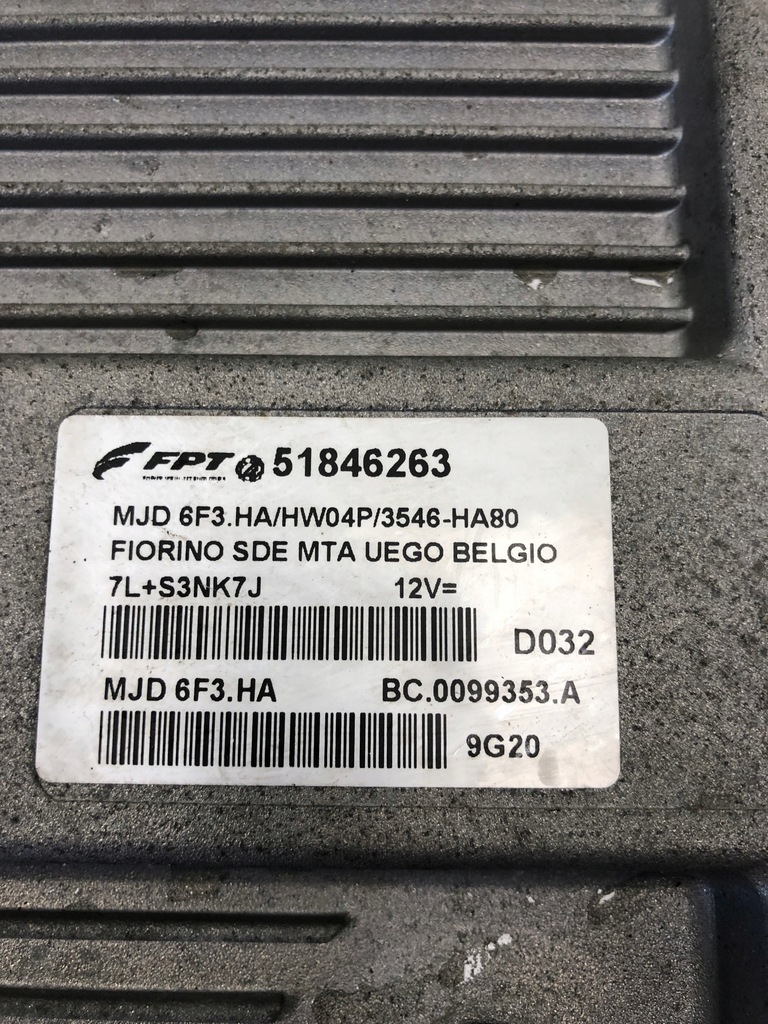 FPT 51846263
MJD 6F3.HA/HW04P/3546-HA80
FIORINO SDE MTA UEGO BELGIO
7L+S3NK7J 12V=
D032
MJD 6F3.HA BC.0099353.A
9G20